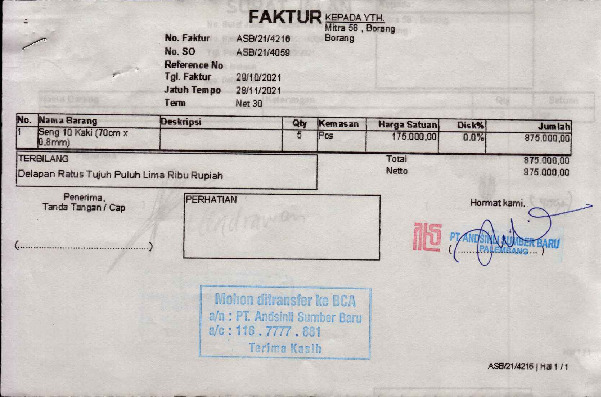 FAKTUR
KEPADA YTH.
Mitra 56 , Borang
Borang
No. Faktur ASB/21/4216
No. SO ASB/21/4059
Reference No
Tgl. Faktur 29/10/2021
Jatuh Tempo 28/11/2021
Term Net 30
No. Nama Barang Deskripsi Qty Kemasan Harga Satuan Disk% Jumlah
1 Seng 10 Kaki (70cm x 0,8mm) 5 Pcs 175.000,00 0,0% 875.000,00
TERBILANG
Delapan Ratus Tujuh Puluh Lima Ribu Rupiah
Total 875.000,00
Netto 875.000,00
Penerima,
Tanda Tangan / Cap
(..............................)
PERHATIAN
Hormat kami,
PT. ANDSINLI SUMBER BARU
PALEMBANG
Mohon ditransfer ke BCA
a/n : PT. Andsinli Sumber Baru
a/c : 116 . 7777 . 881
Terima Kasih
ASB/21/4216 | Hal 1 / 1